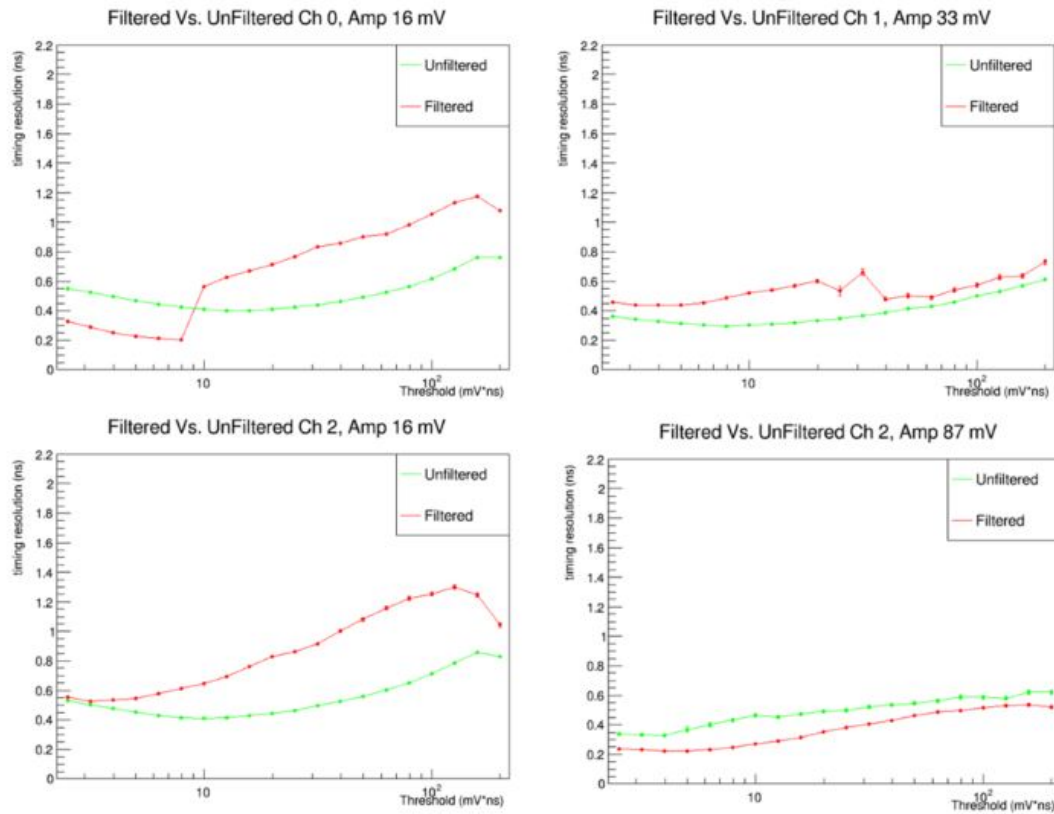 Filtered Vs. UnFiltered Ch 0, Amp 16 mV
timing resolution (ns)
2.2
2
1.8
1.6
1.4
1.2
1
0.8
0.6
0.4
0.2
0
10
10²
Threshold (mV*ns)
Unfiltered
Filtered
Filtered Vs. UnFiltered Ch 1, Amp 33 mV
timing resolution (ns)
2.2
2
1.8
1.6
1.4
1.2
1
0.8
0.6
0.4
0.2
0
10
10²
Threshold (mV*ns)
Unfiltered
Filtered
Filtered Vs. UnFiltered Ch 2, Amp 16 mV
timing resolution (ns)
2.2
2
1.8
1.6
1.4
1.2
1
0.8
0.6
0.4
0.2
0
10
10²
Threshold (mV*ns)
Unfiltered
Filtered
Filtered Vs. UnFiltered Ch 2, Amp 87 mV
timing resolution (ns)
2.2
2
1.8
1.6
1.4
1.2
1
0.8
0.6
0.4
0.2
0
10
10²
Threshold (mV*ns)
Unfiltered
Filtered